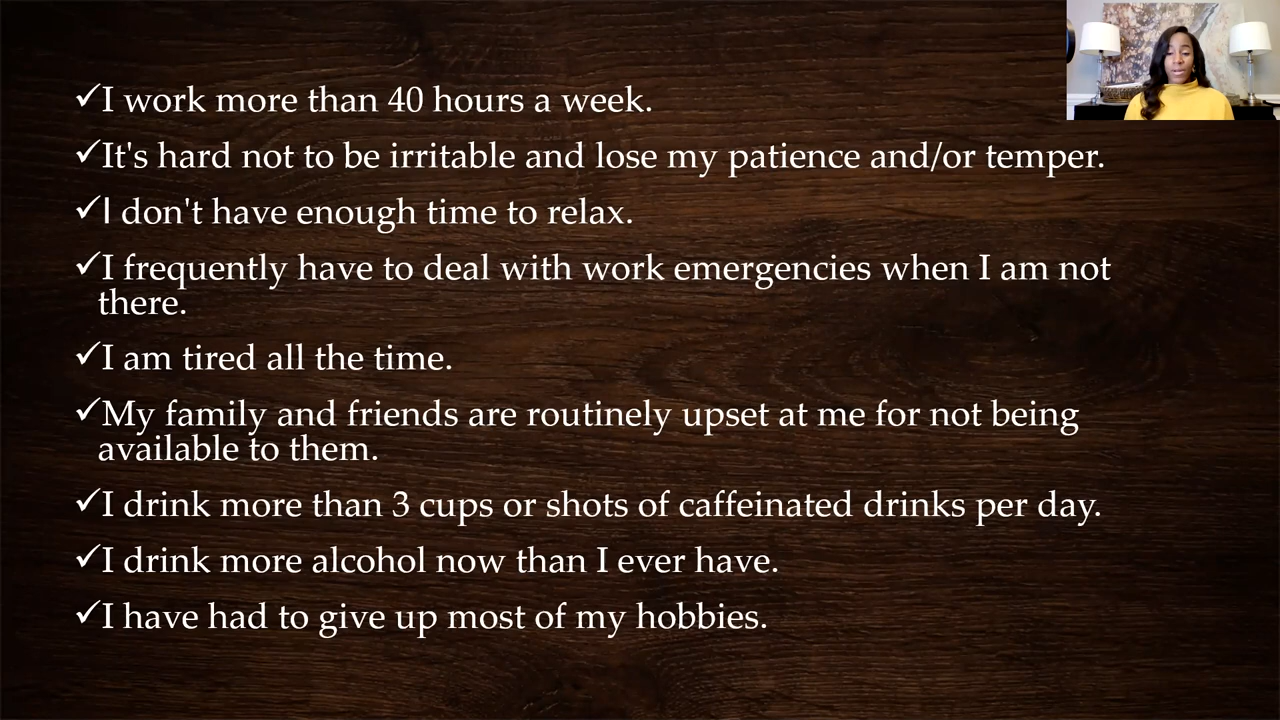 ✓I work more than 40 hours a week.
✓It's hard not to be irritable and lose my patience and/or temper.
✓I don't have enough time to relax.
✓I frequently have to deal with work emergencies when I am not
there.
✓I am tired all the time.
✓My family and friends are routinely upset at me for not being
available to them.
✓I drink more than 3 cups or shots of caffeinated drinks per day.
✓I drink more alcohol now than I ever have.
✓I have had to give up most of my hobbies.